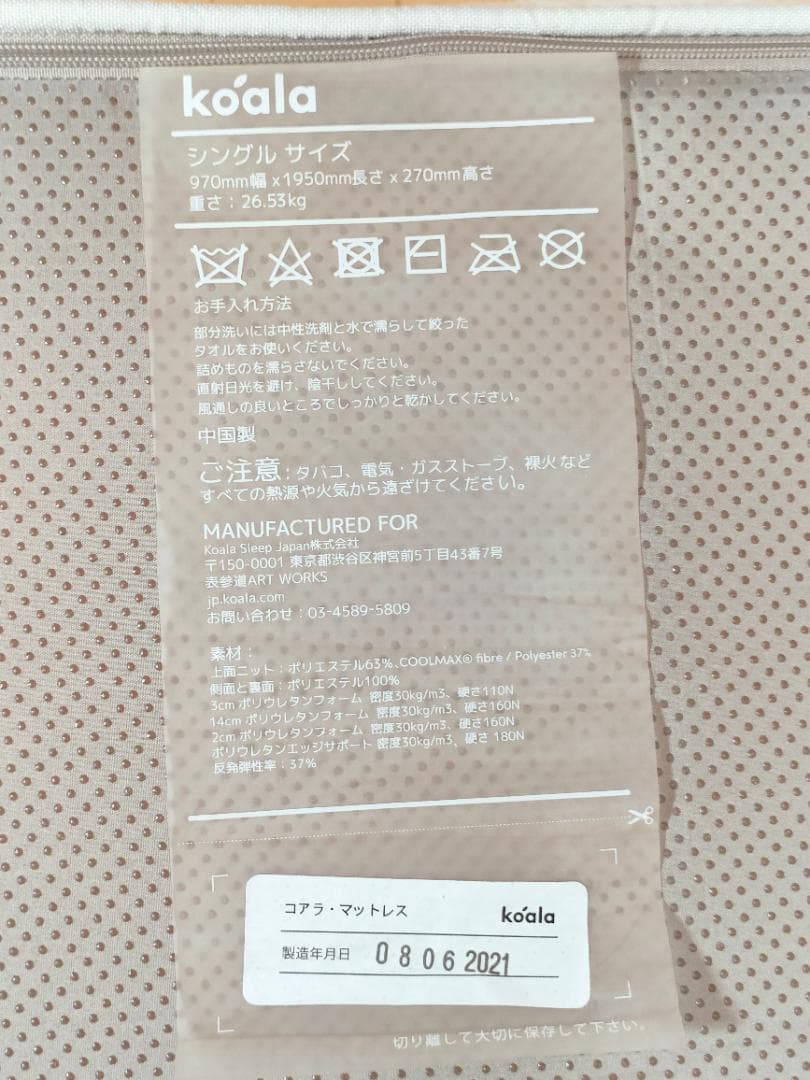 koala
シングル サイズ
970mm幅 x 1950mm長さ x 270mm高さ
重さ : 26.53kg
お手入れ方法
部分洗いには中性洗剤と水で濡らして絞った
タオルをお使いください。
詰めものを濡らさないでください。
直射日光を避け、陰干ししてください。
風通しの良いところでしっかりと乾かしてください。
中国製
ご注意 : タバコ、電気・ガスストーブ、裸火など
すべての熱源や火気から遠ざけてください。
MANUFACTURED FOR
Koala Sleep Japan株式会社
〒150-0001 東京都渋谷区神宮前5丁目43番7号
表参道ART WORKS
jp.koala.com
お問い合わせ : 03-4589-5809
素材 :
上面ニット : ポリエステル63%、COOLMAX® fibre / Polyester 37%
側面と裏面 : ポリエステル100%
3cm ポリウレタンフォーム 密度30kg/m3、硬さ110N
14cm ポリウレタンフォーム 密度30kg/m3、硬さ160N
2cm ポリウレタンフォーム 密度30kg/m3、硬さ160N
ポリウレタンエッジサポート 密度30kg/m3、硬さ 180N
反発弾性率 : 37%
コアラ・マットレス koala
製造年月日 08 06 2021
切り離して大切に保存して下さい。